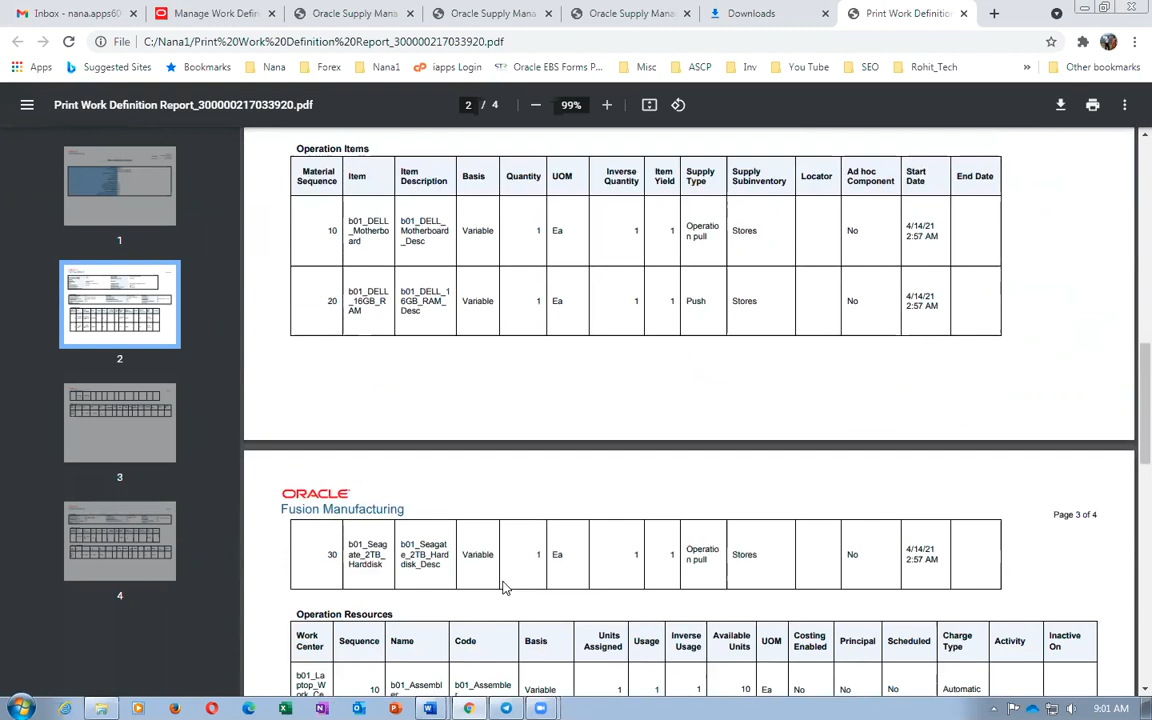 Inbox - nana.apps60
Manage Work Defin
Oracle Supply Mana
Oracle Supply Mana
Oracle Supply Mana
Downloads
Print Work Definitio
File C:/Nana1/Print%20Work%20Definition%20Report_300000217033920.pdf
Apps Suggested Sites Bookmarks Nana Forex Nana1 iapps Login Oracle EBS Forms P... Misc ASCP Inv You Tube SEO Rohit_Tech » Other bookmarks
Print Work Definition Report_300000217033920.pdf 2 / 4 99%
1
2
3
4
Operation Items
Material Sequence Item Item Description Basis Quantity UOM Inverse Quantity Item Yield Supply Type Supply Subinventory Locator Ad hoc Component Start Date End Date
10 b01_DELL_Motherboard b01_DELL_Motherboard_Desc Variable 1 Ea 1 1 Operation pull Stores No 4/14/21 2:57 AM
20 b01_DELL_16GB_RAM b01_DELL_16GB_RAM_Desc Variable 1 Ea 1 1 Push Stores No 4/14/21 2:57 AM
ORACLE
Fusion Manufacturing
Page 3 of 4
30 b01_Seagate_2TB_Harddisk b01_Seagate_2TB_Harddisk_Desc Variable 1 Ea 1 1 Operation pull Stores No 4/14/21 2:57 AM
Operation Resources
Work Center Sequence Name Code Basis Units Assigned Usage Inverse Usage Available Units UOM Costing Enabled Principal Scheduled Charge Type Activity Inactive On
b01_Laptop_W 10 b01_Assembl b01_Assemble Variable 1 1 1 10 Ea No No No Automatic
9:01 AM